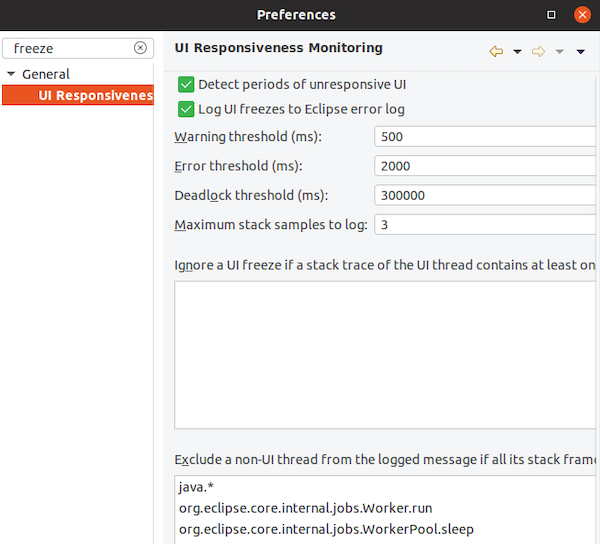 Preferences
freeze
UI Responsiveness Monitoring
General
UI Responsivenes
Detect periods of unresponsive UI
Log UI freezes to Eclipse error log
Warning threshold (ms): 500
Error threshold (ms): 2000
Deadlock threshold (ms): 300000
Maximum stack samples to log: 3
Ignore a UI freeze if a stack trace of the UI thread contains at least on
Exclude a non-UI thread from the logged message if all its stack frame
java.*
org.eclipse.core.internal.jobs.Worker.run
org.eclipse.core.internal.jobs.WorkerPool.sleep